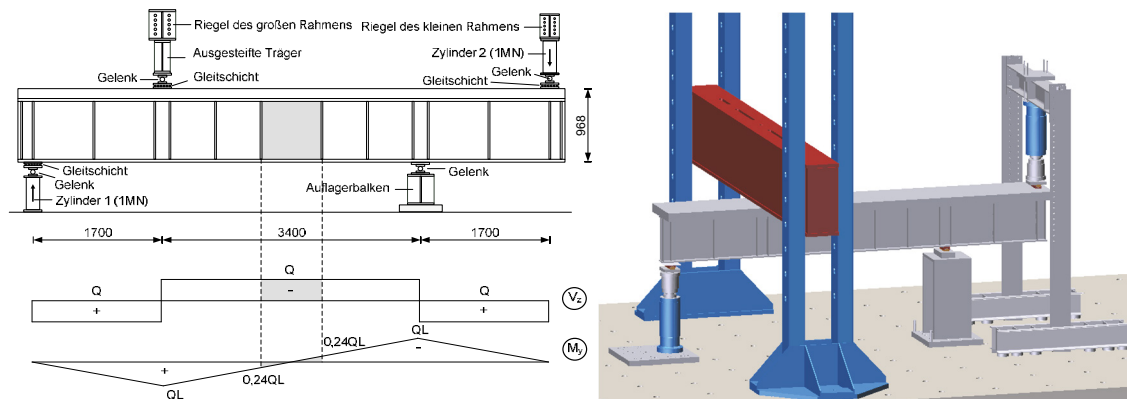 Riegel des großen Rahmens
Riegel des kleinen Rahmens
Ausgesteifte Träger
Zylinder 2 (1MN)
Gelenk
Gleitschicht
Gelenk
Gleitschicht
968
Gleitschicht
Gelenk
Zylinder 1 (1MN)
Gelenk
Auflagerbalken
1700
3400
1700
Q
Q
-
Q
+
+
Vz
QL
0,24QL
-
My
+
0,24QL
QL